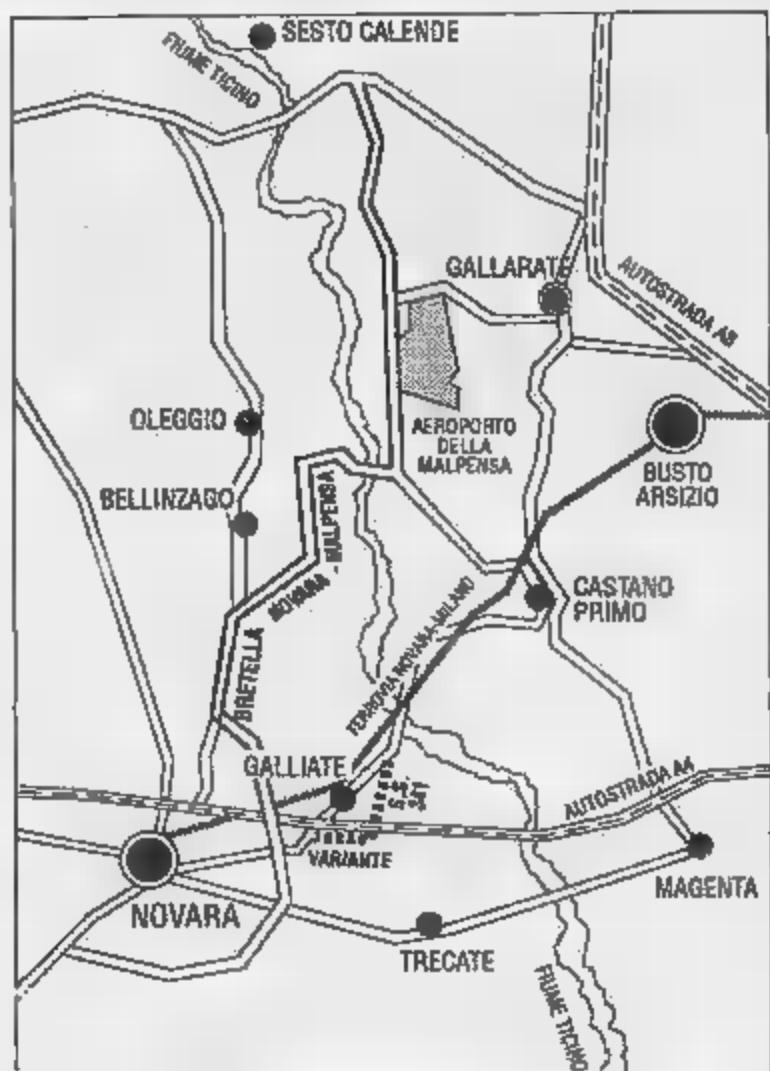 SESTO CALENDE
FIUME TICINO
GALLARATE
AUTOSTRADA A8
OLEGGIO
AEROPORTO
DELLA
MALPENSA
BUSTO
ARSIZIO
BELLINZAGO
BRETELLA NOVARA - MALPENSA
CASTANO
PRIMO
FERROVIA NOVARA-MILANO
GALLIATE
AUTOSTRADA A4
VARIANTE
MAGENTA
NOVARA
TRECATE
FIUME TICINO